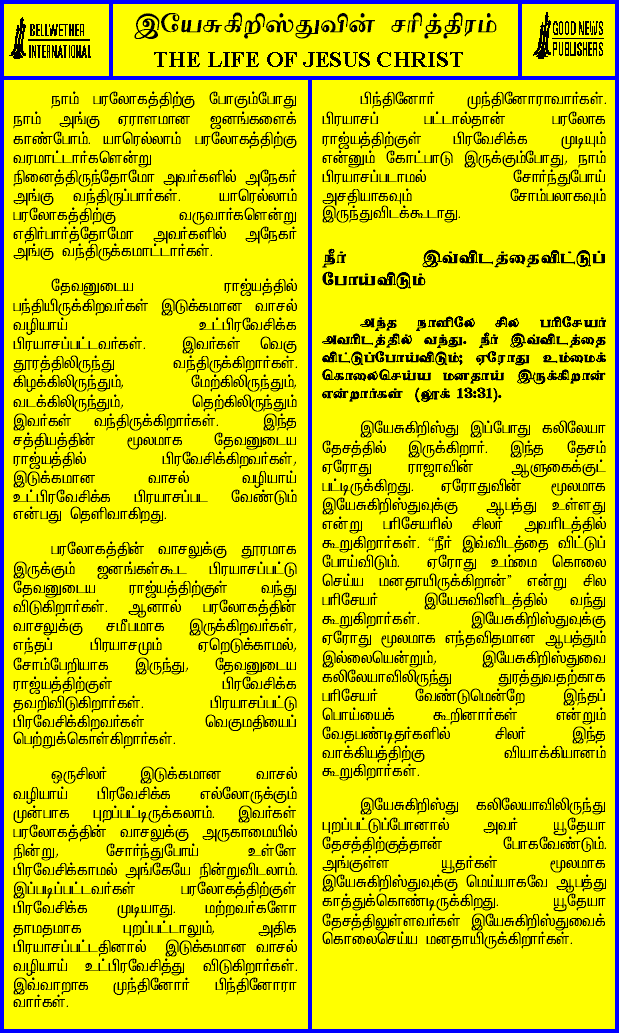 BELLWETHER
INTERNATIONAL
இயேசுகிறிஸ்துவின் சரித்திரம்
THE LIFE OF JESUS CHRIST
GOOD NEWS
PUBLISHERS
நாம் பரலோகத்திற்கு போகும்போது
நாம் அங்கு ஏராளமான ஜனங்களைக்
காண்போம். யாரெல்லாம் பரலோகத்திற்கு
வரமாட்டார்களென்று
நினைத்திருந்தோமோ அவர்களில் அநேகர்
அங்கு வந்திருப்பார்கள். யாரெல்லாம்
பரலோகத்திற்கு வருவார்களென்று
எதிர்பார்த்தோமோ அவர்களில் அநேகர்
அங்கு வந்திருக்கமாட்டார்கள்.
தேவனுடைய ராஜ்யத்தில்
பந்தியிருக்கிறவர்கள் இடுக்கமான வாசல்
வழியாய் உட்பிரவேசிக்க
பிரயாசப்பட்டவர்கள். இவர்கள் வெகு
தூரத்திலிருந்து வந்திருக்கிறார்கள்.
கிழக்கிலிருந்தும், மேற்கிலிருந்தும்,
வடக்கிலிருந்தும், தெற்கிலிருந்தும்
இவர்கள் வந்திருக்கிறார்கள். இந்த
சத்தியத்தின் மூலமாக தேவனுடைய
ராஜ்யத்தில் பிரவேசிக்கிறவர்கள்,
இடுக்கமான வாசல் வழியாய்
உட்பிரவேசிக்க பிரயாசப்பட வேண்டும்
என்பது தெளிவாகிறது.
பரலோகத்தின் வாசலுக்கு தூரமாக
இருக்கும் ஜனங்கள்கூட பிரயாசப்பட்டு
தேவனுடைய ராஜ்யத்திற்குள் வந்து
விடுகிறார்கள். ஆனால் பரலோகத்தின்
வாசலுக்கு சமீபமாக இருக்கிறவர்கள்,
எந்தப் பிரயாசமும் ஏறெடுக்காமல்,
சோம்பேறியாக இருந்து, தேவனுடைய
ராஜ்யத்திற்குள் பிரவேசிக்க
தவறிவிடுகிறார்கள். பிரயாசப்பட்டு
பிரவேசிக்கிறவர்கள் வெகுமதியைப்
பெற்றுக்கொள்கிறார்கள்.
ஒருசிலர் இடுக்கமான வாசல்
வழியாய் பிரவேசிக்க எல்லோருக்கும்
முன்பாக புறப்பட்டிருக்கலாம். இவர்கள்
பரலோகத்தின் வாசலுக்கு அருகாமையில்
நின்று, சோர்ந்துபோய் உள்ளே
பிரவேசிக்காமல் அங்கேயே நின்றுவிடலாம்.
இப்படிப்பட்டவர்கள் பரலோகத்திற்குள்
பிரவேசிக்க முடியாது. மற்றவர்களோ
தாமதமாக புறப்பட்டாலும், அதிக
பிரயாசப்பட்டதினால் இடுக்கமான வாசல்
வழியாய் உட்பிரவேசித்து விடுகிறார்கள்.
இவ்வாறாக முந்தினோர் பிந்தினோரா
வார்கள்.
பிந்தினோர் முந்தினோராவார்கள்.
பிரயாசப் பட்டால்தான் பரலோக
ராஜ்யத்திற்குள் பிரவேசிக்க முடியும்
என்னும் கோட்பாடு இருக்கும்போது, நாம்
பிரயாசப்படாமல் சோர்ந்துபோய்
அசதியாகவும் சோம்பலாகவும்
இருந்துவிடக்கூடாது.
நீர் இவ்விடத்தைவிட்டுப்
போய்விடும்
அந்த நாளிலே சில பரிசேயர்
அவரிடத்தில் வந்து. நீர் இவ்விடத்தை
விட்டுப்போய்விடும்; ஏரோது உம்மைக்
கொலைசெய்ய மனதாய் இருக்கிறான்
என்றார்கள் (லூக் 13:31).
இயேசுகிறிஸ்து இப்போது கலிலேயா
தேசத்தில் இருக்கிறார். இந்த தேசம்
ஏரோது ராஜாவின் ஆளுகைக்குட்
பட்டிருக்கிறது. ஏரோதுவின் மூலமாக
இயேசுகிறிஸ்துவுக்கு ஆபத்து உள்ளது
என்று பரிசேயரில் சிலர் அவரிடத்தில்
கூறுகிறார்கள். “நீர் இவ்விடத்தை விட்டுப்
போய்விடும். ஏரோது உம்மை கொலை
செய்ய மனதாயிருக்கிறான்” என்று சில
பரிசேயர் இயேசுவினிடத்தில் வந்து
கூறுகிறார்கள். இயேசுகிறிஸ்துவுக்கு
ஏரோது மூலமாக எந்தவிதமான ஆபத்தும்
இல்லையென்றும், இயேசுகிறிஸ்துவை
கலிலேயாவிலிருந்து துரத்துவதற்காக
பரிசேயர் வேண்டுமென்றே இந்தப்
பொய்யைக் கூறினார்கள் என்றும்
வேதபண்டிதர்களில் சிலர் இந்த
வாக்கியத்திற்கு வியாக்கியானம்
கூறுகிறார்கள்.
இயேசுகிறிஸ்து கலிலேயாவிலிருந்து
புறப்பட்டுப்போனால் அவர் யூதேயா
தேசத்திற்குத்தான் போகவேண்டும்.
அங்குள்ள யூதர்கள் மூலமாக
இயேசுகிறிஸ்துவுக்கு மெய்யாகவே ஆபத்து
காத்துக்கொண்டிருக்கிறது. யூதேயா
தேசத்திலுள்ளவர்கள் இயேசுகிறிஸ்துவைக்
கொலைசெய்ய மனதாயிருக்கிறார்கள்.